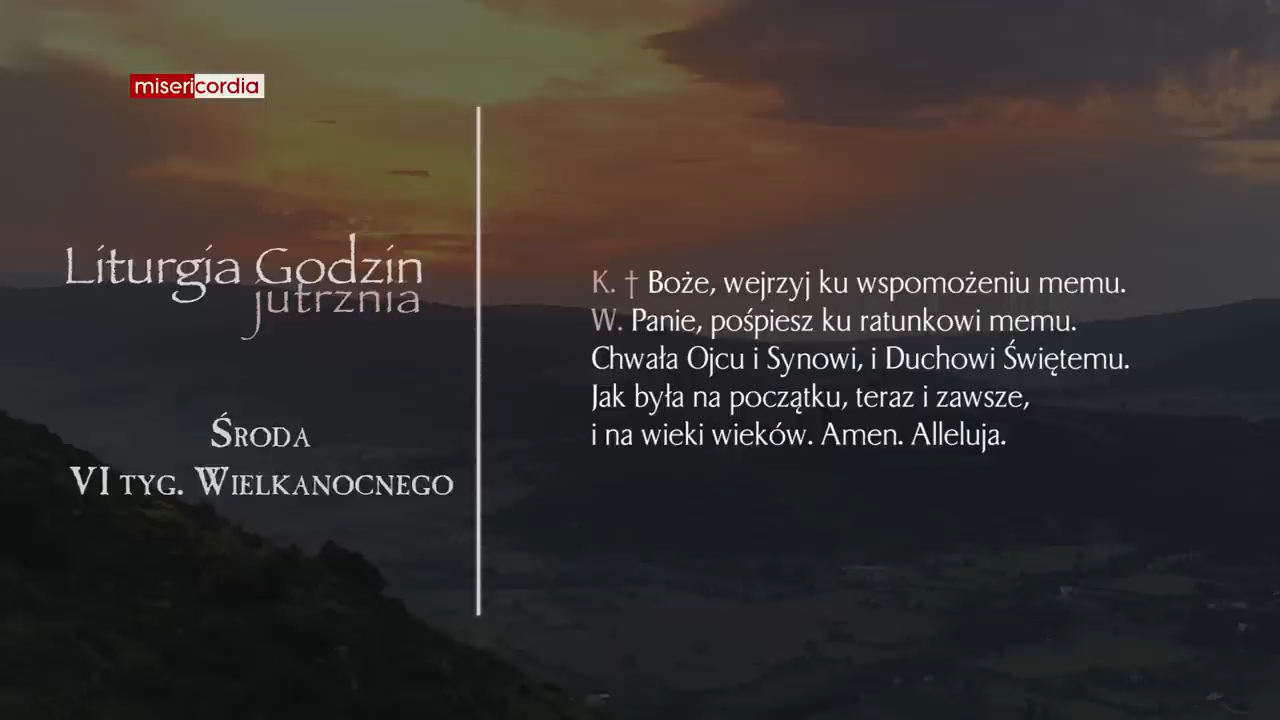 misericordia
Liturgia Godzin
jutrznia
Środa
VI tyg. Wielkanocnego
K. † Boże, wejrzyj ku wspomożeniu memu.
W. Panie, pośpiesz ku ratunkowi memu.
Chwała Ojcu i Synowi, i Duchowi Świętemu.
Jak była na początku, teraz i zawsze,
i na wieki wieków. Amen. Alleluja.